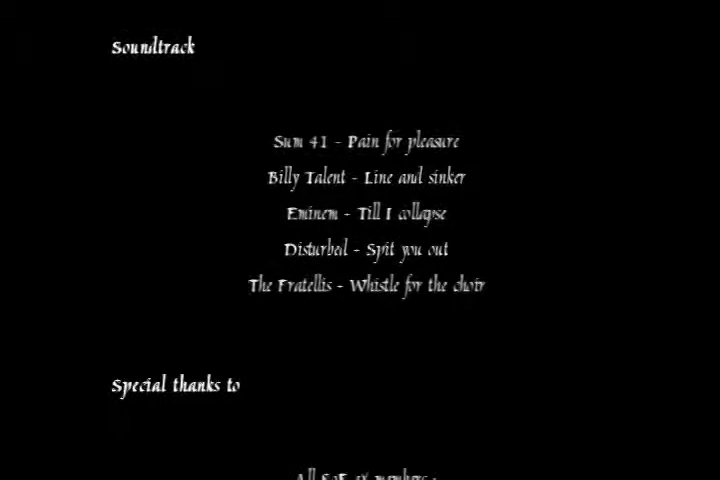 Soundtrack
Sum 41 - Pain for pleasure
Billy Talent - Line and sinker
Eminem - Till I collapse
Disturbed - Spit you out
The Fratellis - Whistle for the choir
Special thanks to
All